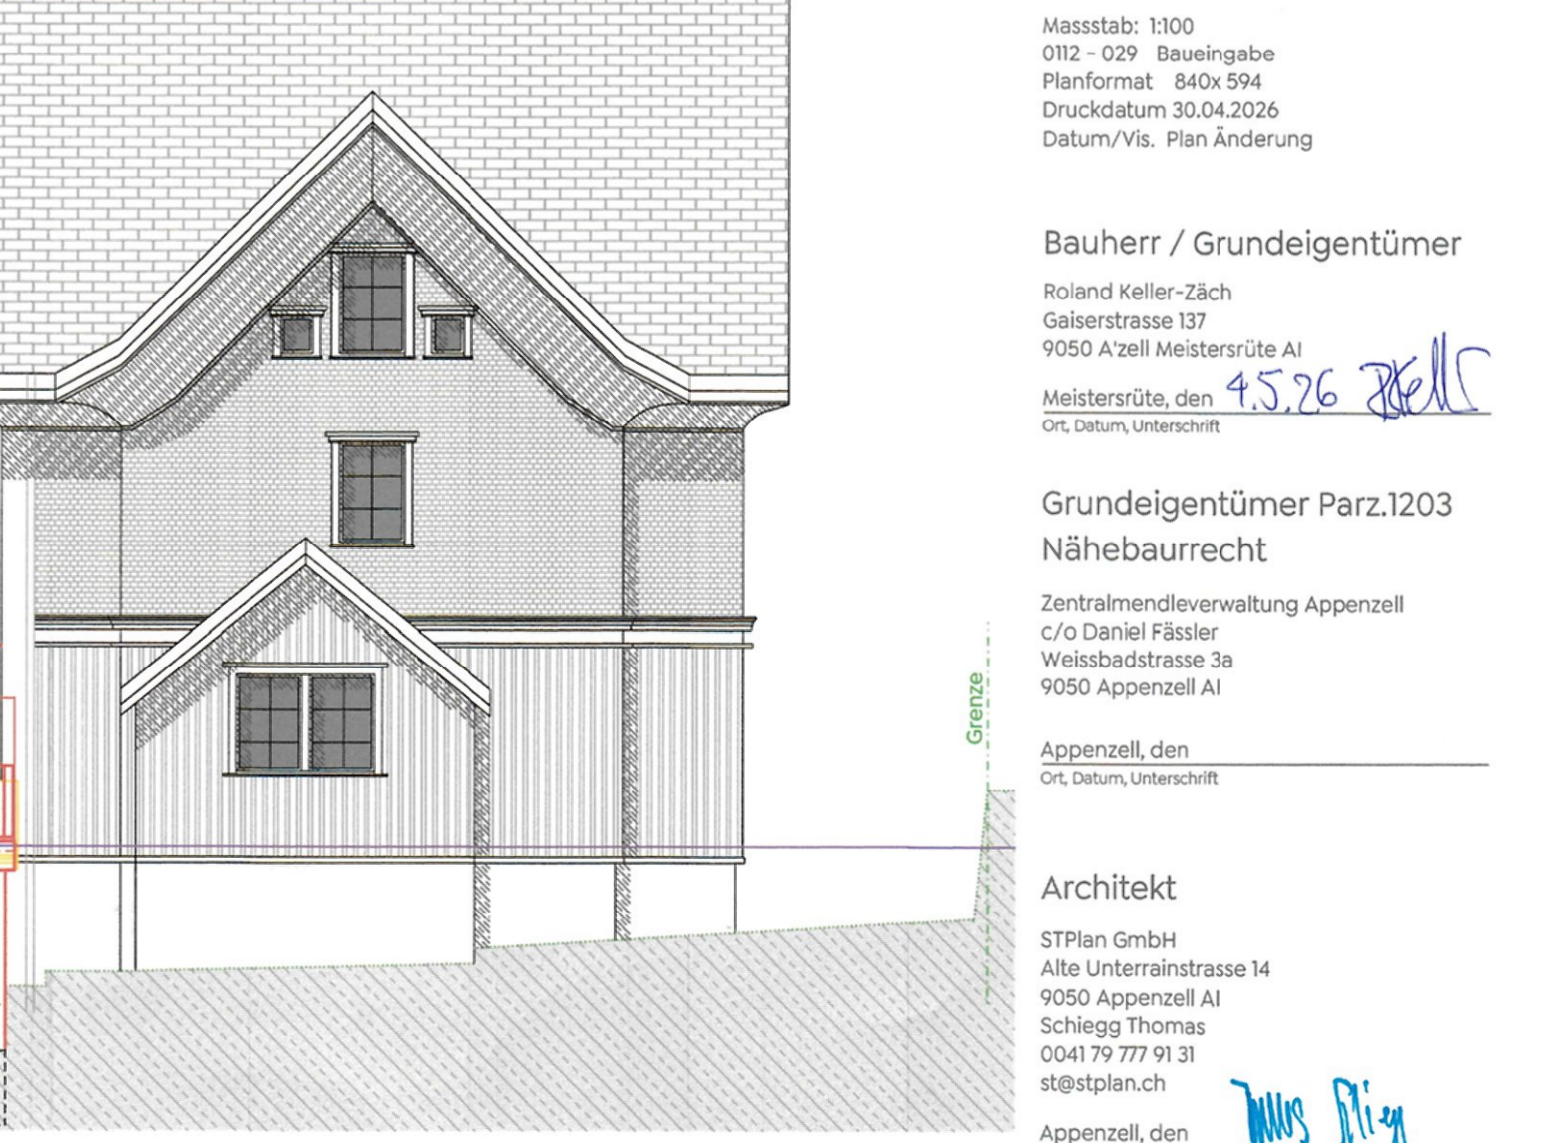 Massstab: 1:100
0112 - 029 Baueingabe
Planformat 840x 594
Druckdatum 30.04.2026
Datum/Vis. Plan Änderung
Bauherr / Grundeigentümer
Roland Keller-Zäch
Gaiserstrasse 137
9050 A'zell Meistersrüte AI
Meistersrüte, den 4.5.26
Ort, Datum, Unterschrift
Grundeigentümer Parz.1203
Nähebaurrecht
Zentralmendleverwaltung Appenzell
c/o Daniel Fässler
Weissbadstrasse 3a
9050 Appenzell AI
Appenzell, den
Ort, Datum, Unterschrift
Grenze
Architekt
STPlan GmbH
Alte Unterrainstrasse 14
9050 Appenzell AI
Schiegg Thomas
0041 79 777 91 31
st@stplan.ch
Appenzell, den